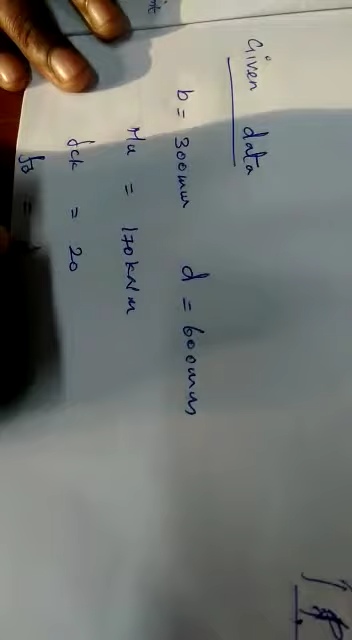 Given data
b = 300mm d = 600mm
Mu = 170kNm
fck = 20